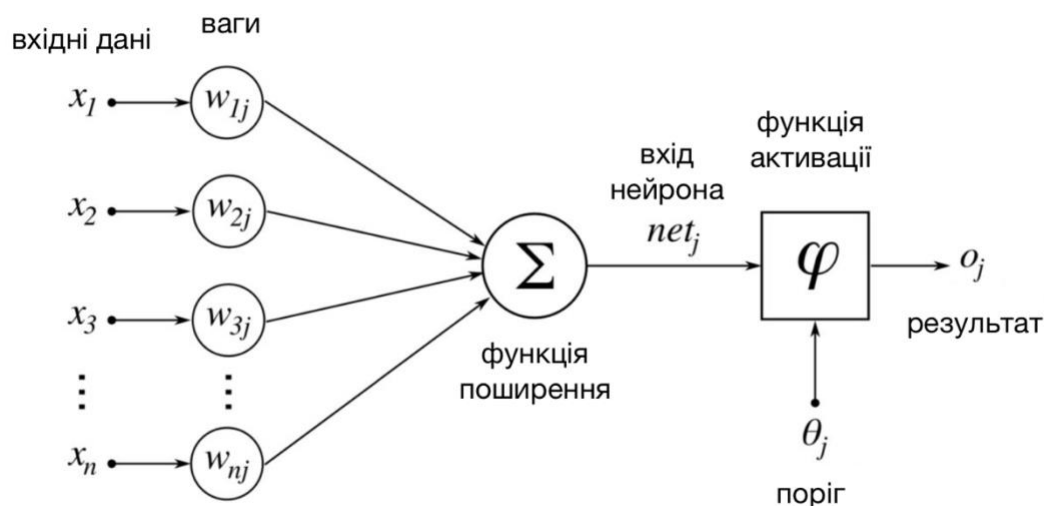 вхідні дані
ваги
x₁
w₁ⱼ
x₂
w₂ⱼ
x₃
w₃ⱼ
⋮
⋮
xₙ
wₙⱼ
Σ
функція
поширення
вхід
нейрона
netⱼ
функція
активації
φ
oⱼ
результат
θⱼ
поріг